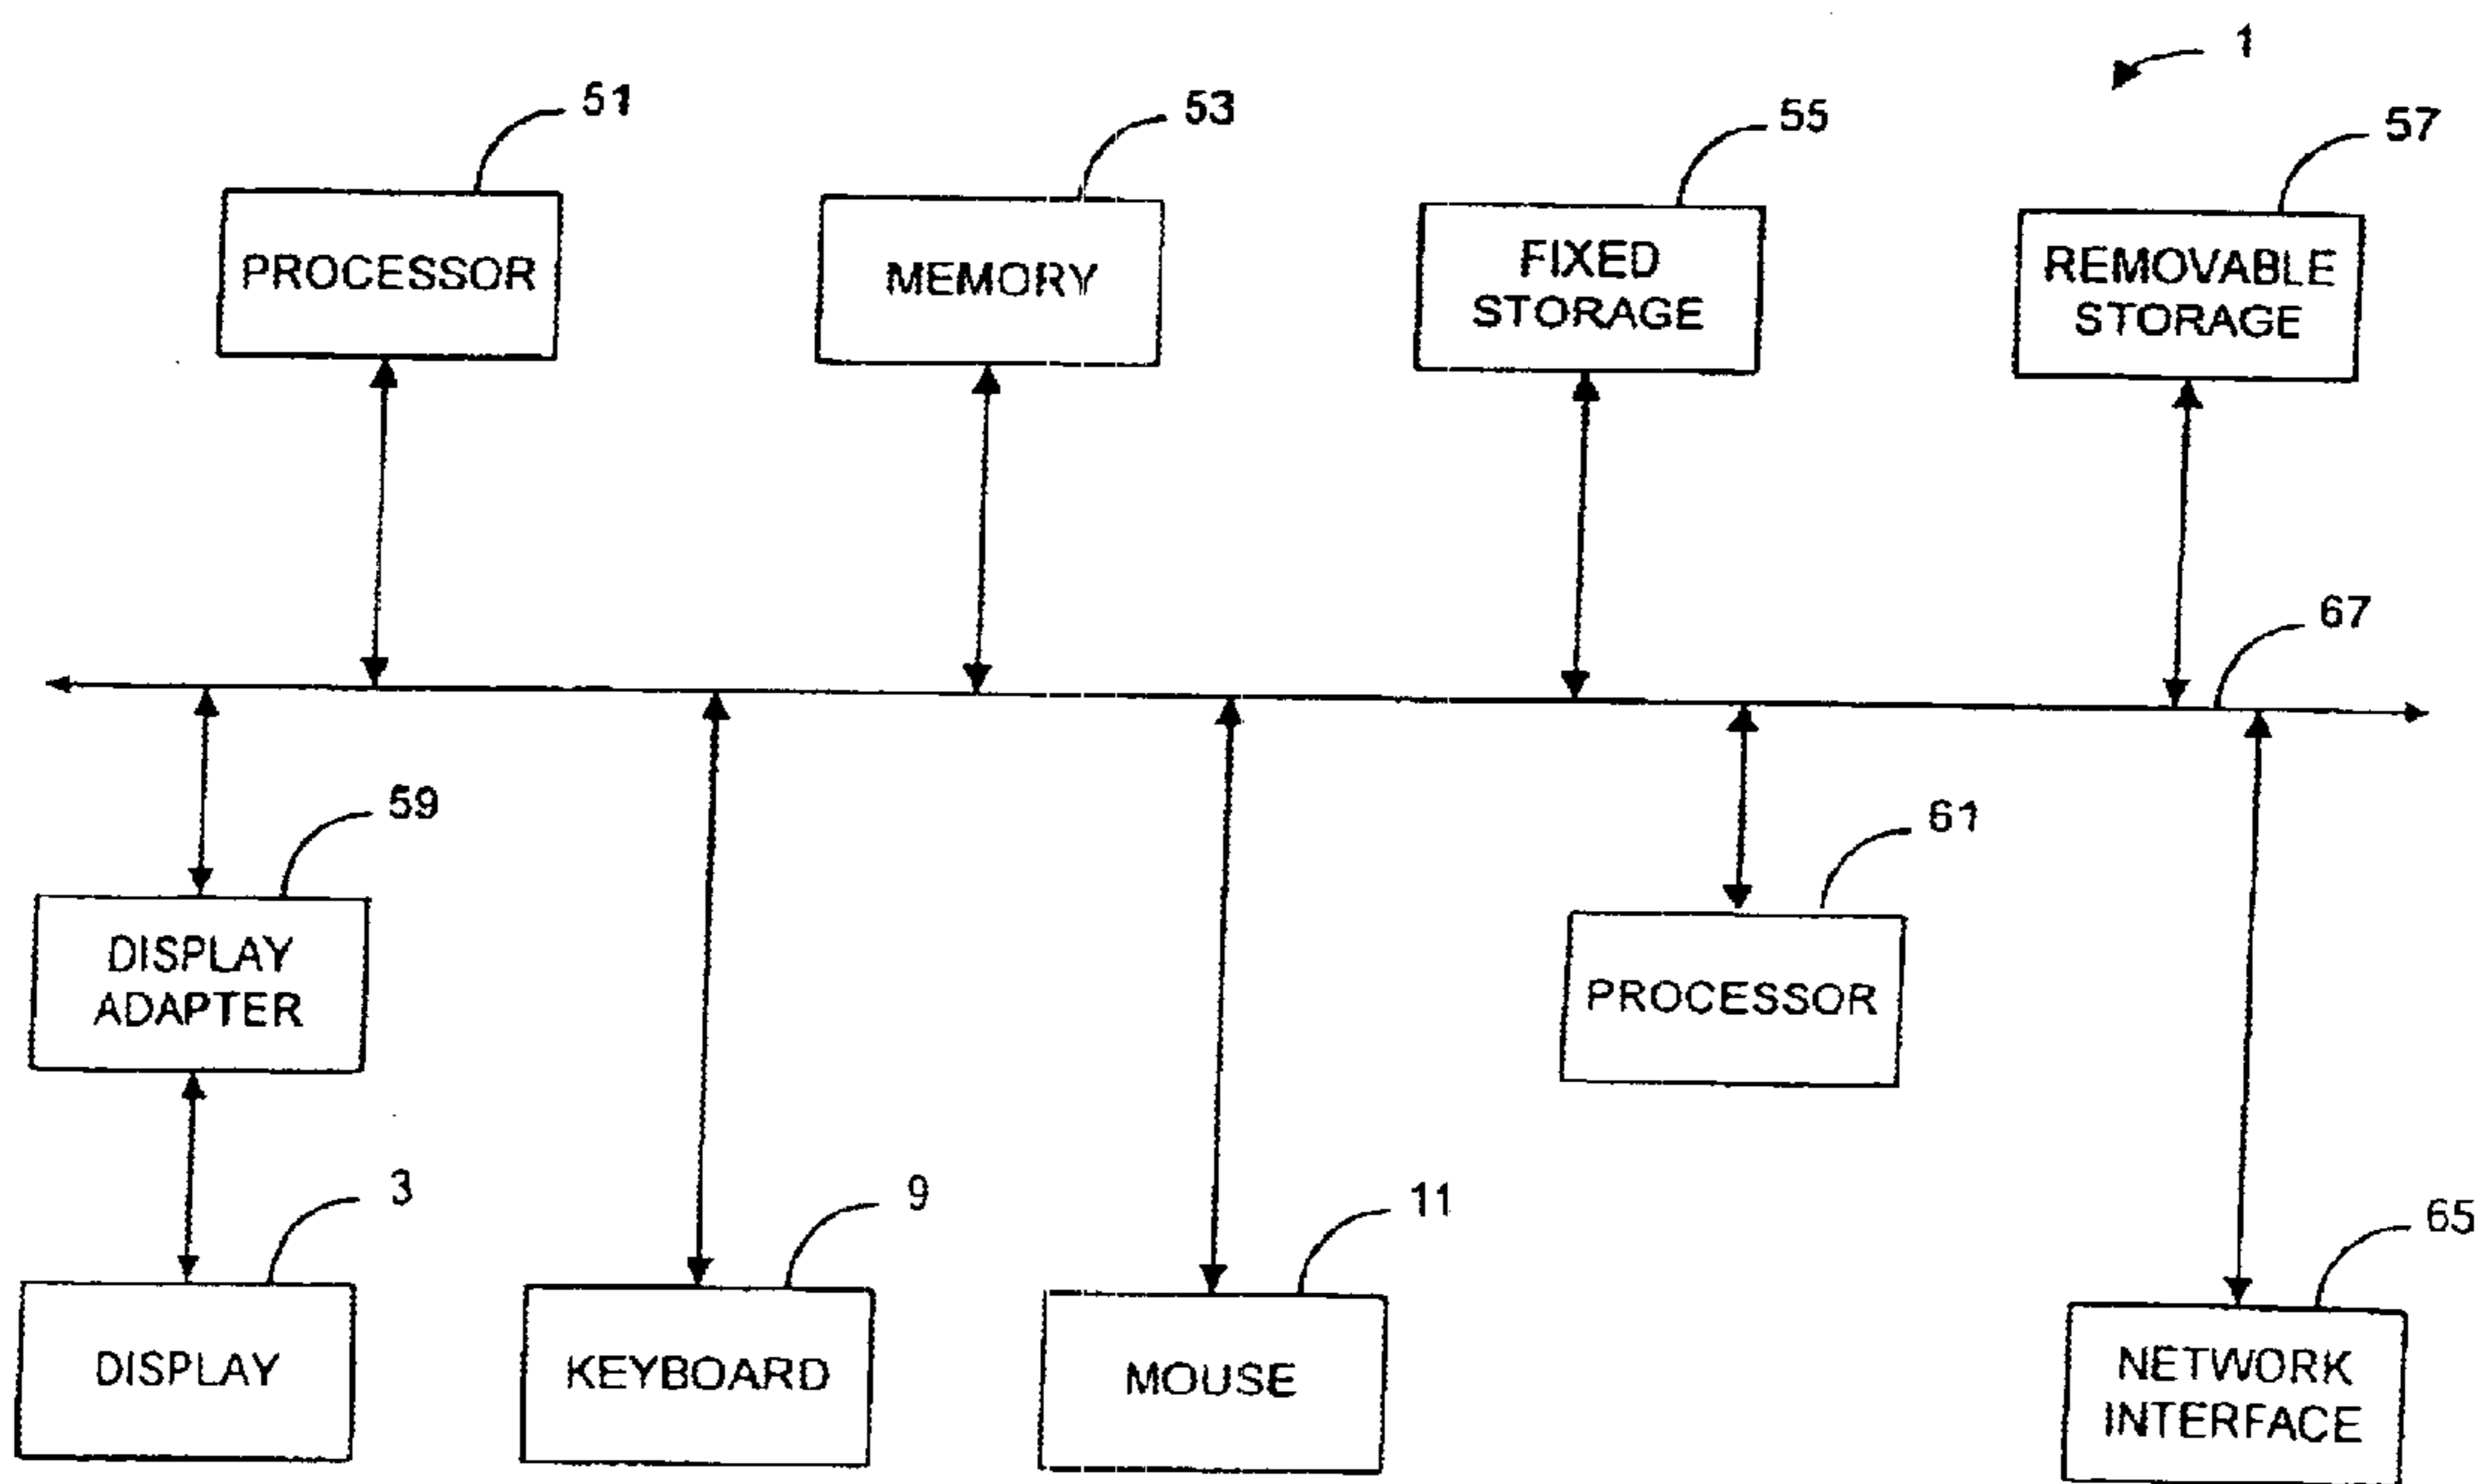 1
51
53
55
57
PROCESSOR
MEMORY
FIXED
STORAGE
REMOVABLE
STORAGE
67
59
61
DISPLAY
ADAPTER
PROCESSOR
3
9
11
65
DISPLAY
KEYBOARD
MOUSE
NETWORK
INTERFACE